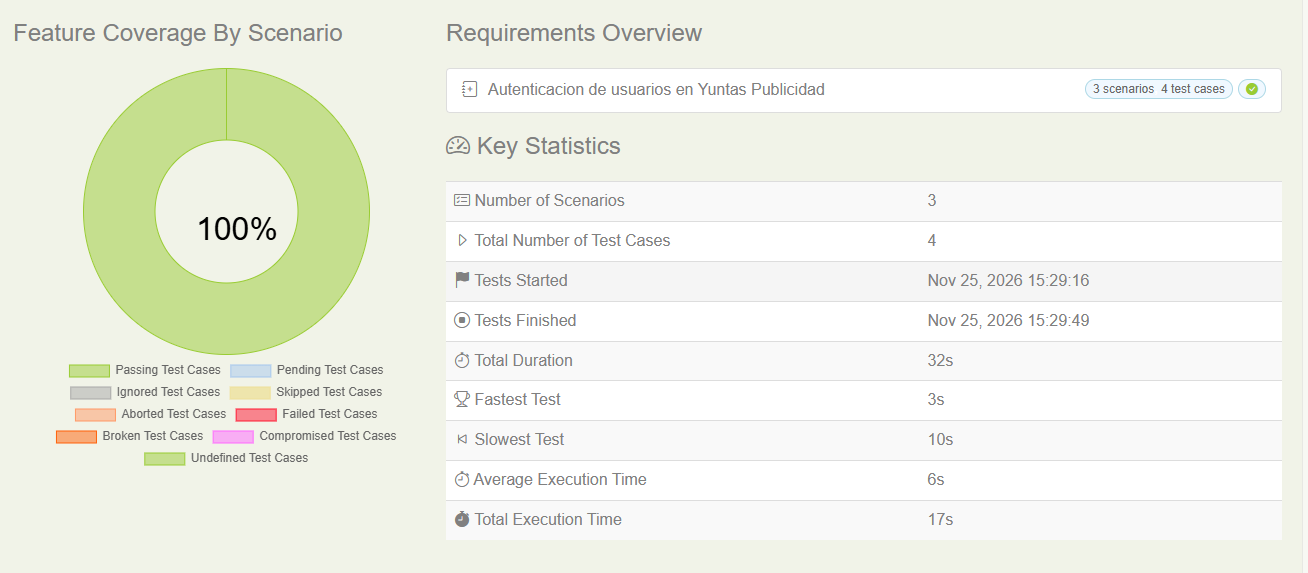 Feature Coverage By Scenario
100%
Passing Test Cases Pending Test Cases
Ignored Test Cases Skipped Test Cases
Aborted Test Cases Failed Test Cases
Broken Test Cases Compromised Test Cases
Undefined Test Cases
Requirements Overview
Autenticacion de usuarios en Yuntas Publicidad 3 scenarios 4 test cases
Key Statistics
Number of Scenarios 3
Total Number of Test Cases 4
Tests Started Nov 25, 2026 15:29:16
Tests Finished Nov 25, 2026 15:29:49
Total Duration 32s
Fastest Test 3s
Slowest Test 10s
Average Execution Time 6s
Total Execution Time 17s